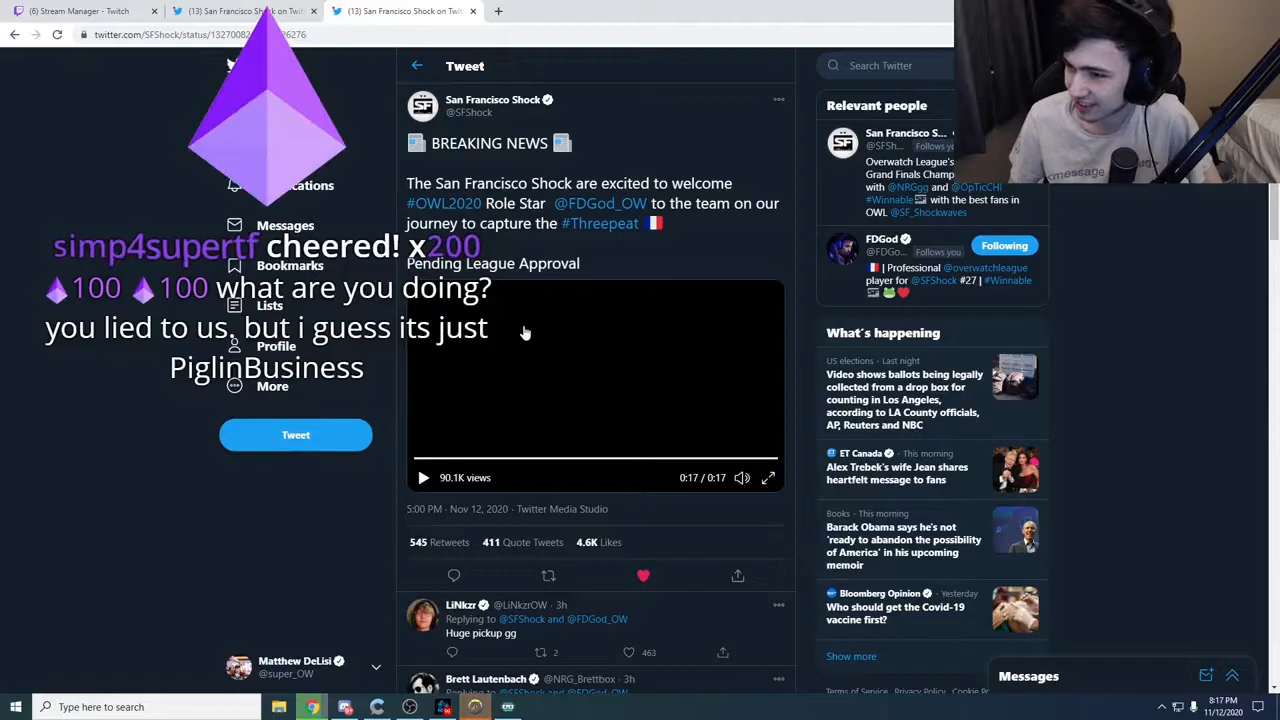 (6) Stream Manager - Twitch
(13) San Francisco Shock on Twit
(13) San Francisco Shock on Twit
Tweet
Search Twitter
San Francisco Shock
@SFShock
BREAKING NEWS
The San Francisco Shock are excited to welcome
#OWL2020 Role Star @FDGod_OW to the team on our
journey to capture the #Threepeat
Pending League Approval
90.1K views
0:17 / 0:17
5:00 PM · Nov 12, 2020 · Twitter Media Studio
545 Retweets 411 Quote Tweets 4.6K Likes
LiNkzr @LiNkzrOW · 3h
Replying to @SFShock and @FDGod_OW
Huge pickup gg
2
463
Brett Lautenbach @NRG_Brettbox · 3h
Replying to @SFShock and @FDGod_OW
Messages
Bookmarks
Lists
Profile
More
Tweet
Matthew DeLisi
@super_OW
simp4supertf cheered! x200
100 100 what are you doing?
you lied to us. but i guess its just
PiglinBusiness
Relevant people
San Francisco S...
@SFSh... Follows you
Overwatch League's
Grand Finals Champ
with @NRGgg and @OpTicCHI
#Winnable with the best fans in
OWL @SF_Shockwaves
FDGod
@FDGo... Follows you
Following
| Professional @overwatchleague
player for @SFShock #27 | #Winnable
What's happening
US elections · Last night
Video shows ballots being legally
collected from a drop box for
counting in Los Angeles,
according to LA County officials,
AP, Reuters and NBC
ET Canada · This morning
Alex Trebek's wife Jean shares
heartfelt message to fans
Books · This morning
Barack Obama says he's not
'ready to abandon the possibility
of America' in his upcoming
memoir
Bloomberg Opinion · Yesterday
Who should get the Covid-19
vaccine first?
Show more
Messages
Type here to search
8:17 PM
11/12/2020